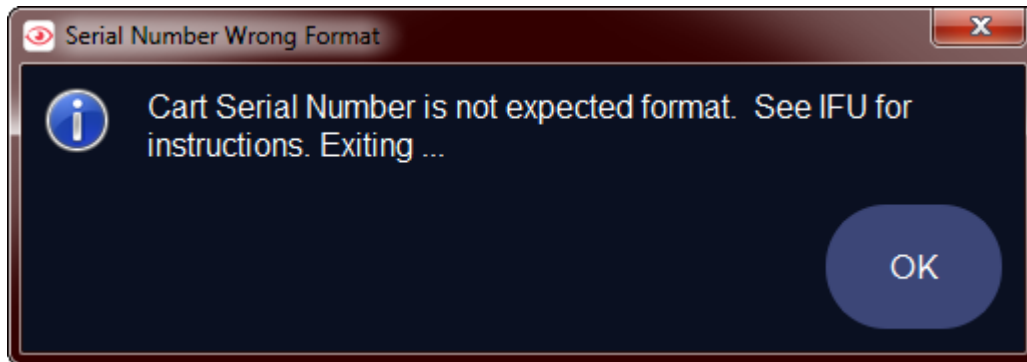 Serial Number Wrong Format
Cart Serial Number is not expected format.  See IFU for
instructions. Exiting ...
OK